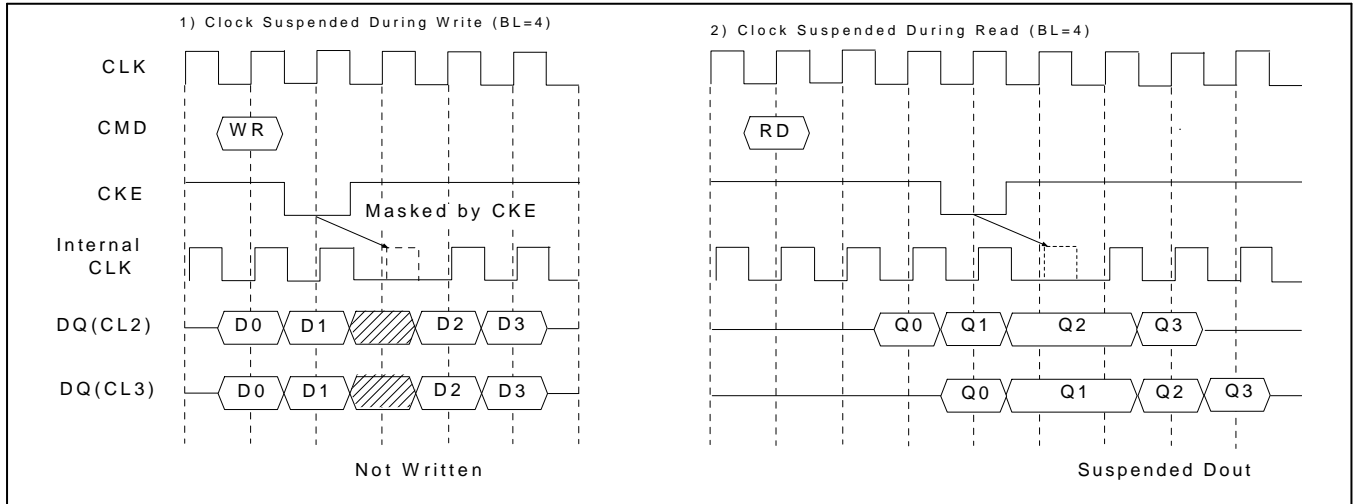 1) Clock Suspended During Write (BL=4)
2) Clock Suspended During Read (BL=4)
CLK
CMD
WR
RD
CKE
Masked by CKE
Internal
CLK
DQ(CL2)
D0 D1 D2 D3
Q0 Q1 Q2 Q3
DQ(CL3)
D0 D1 D2 D3
Q0 Q1 Q2 Q3
Not Written
Suspended Dout